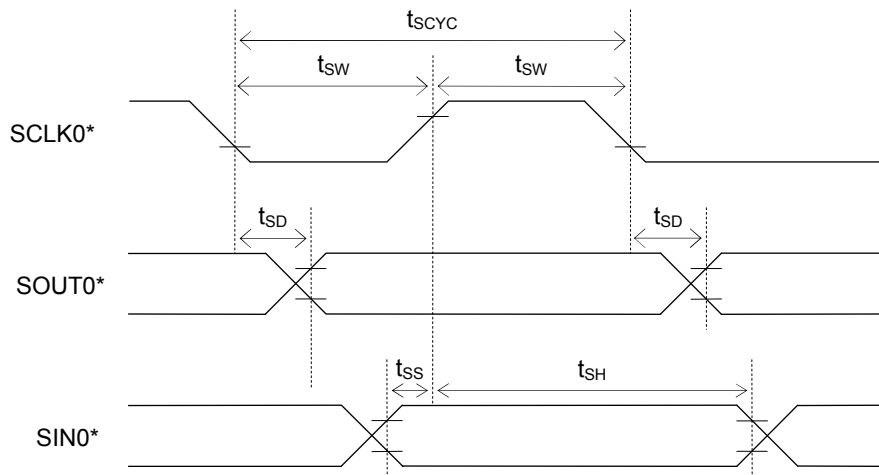 tSCYC
tSW tSW
SCLK0*
tSD tSD
SOUT0*
tSS tSH
SIN0*